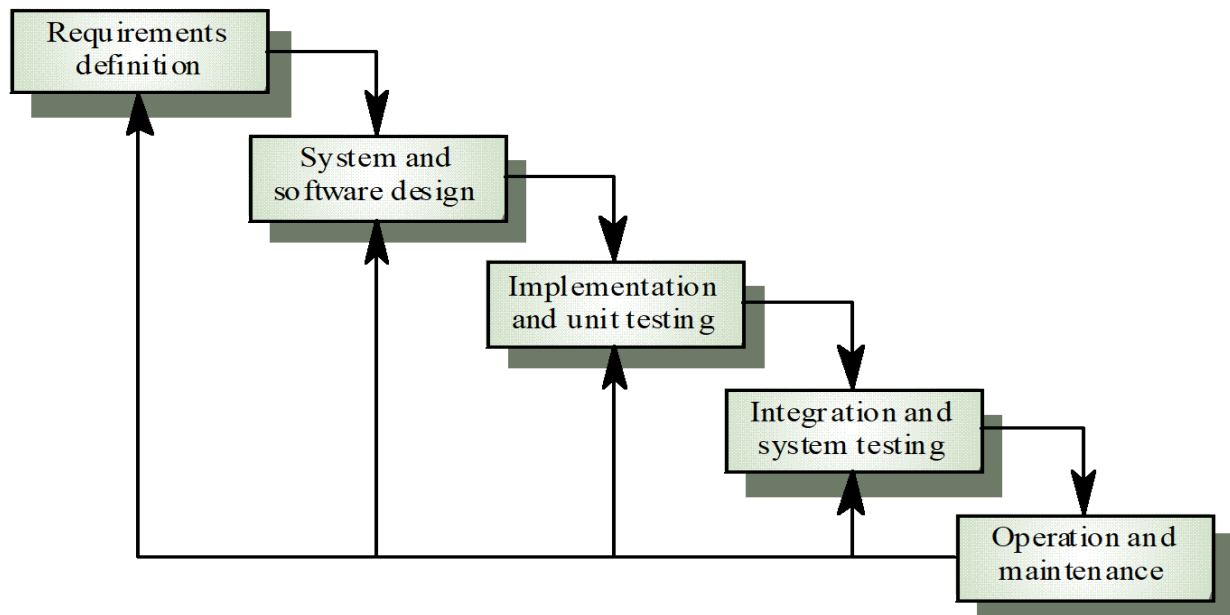 Requirements
definition
System and
software design
Implementation
and unit testing
Integration and
system testing
Operation and
maintenance